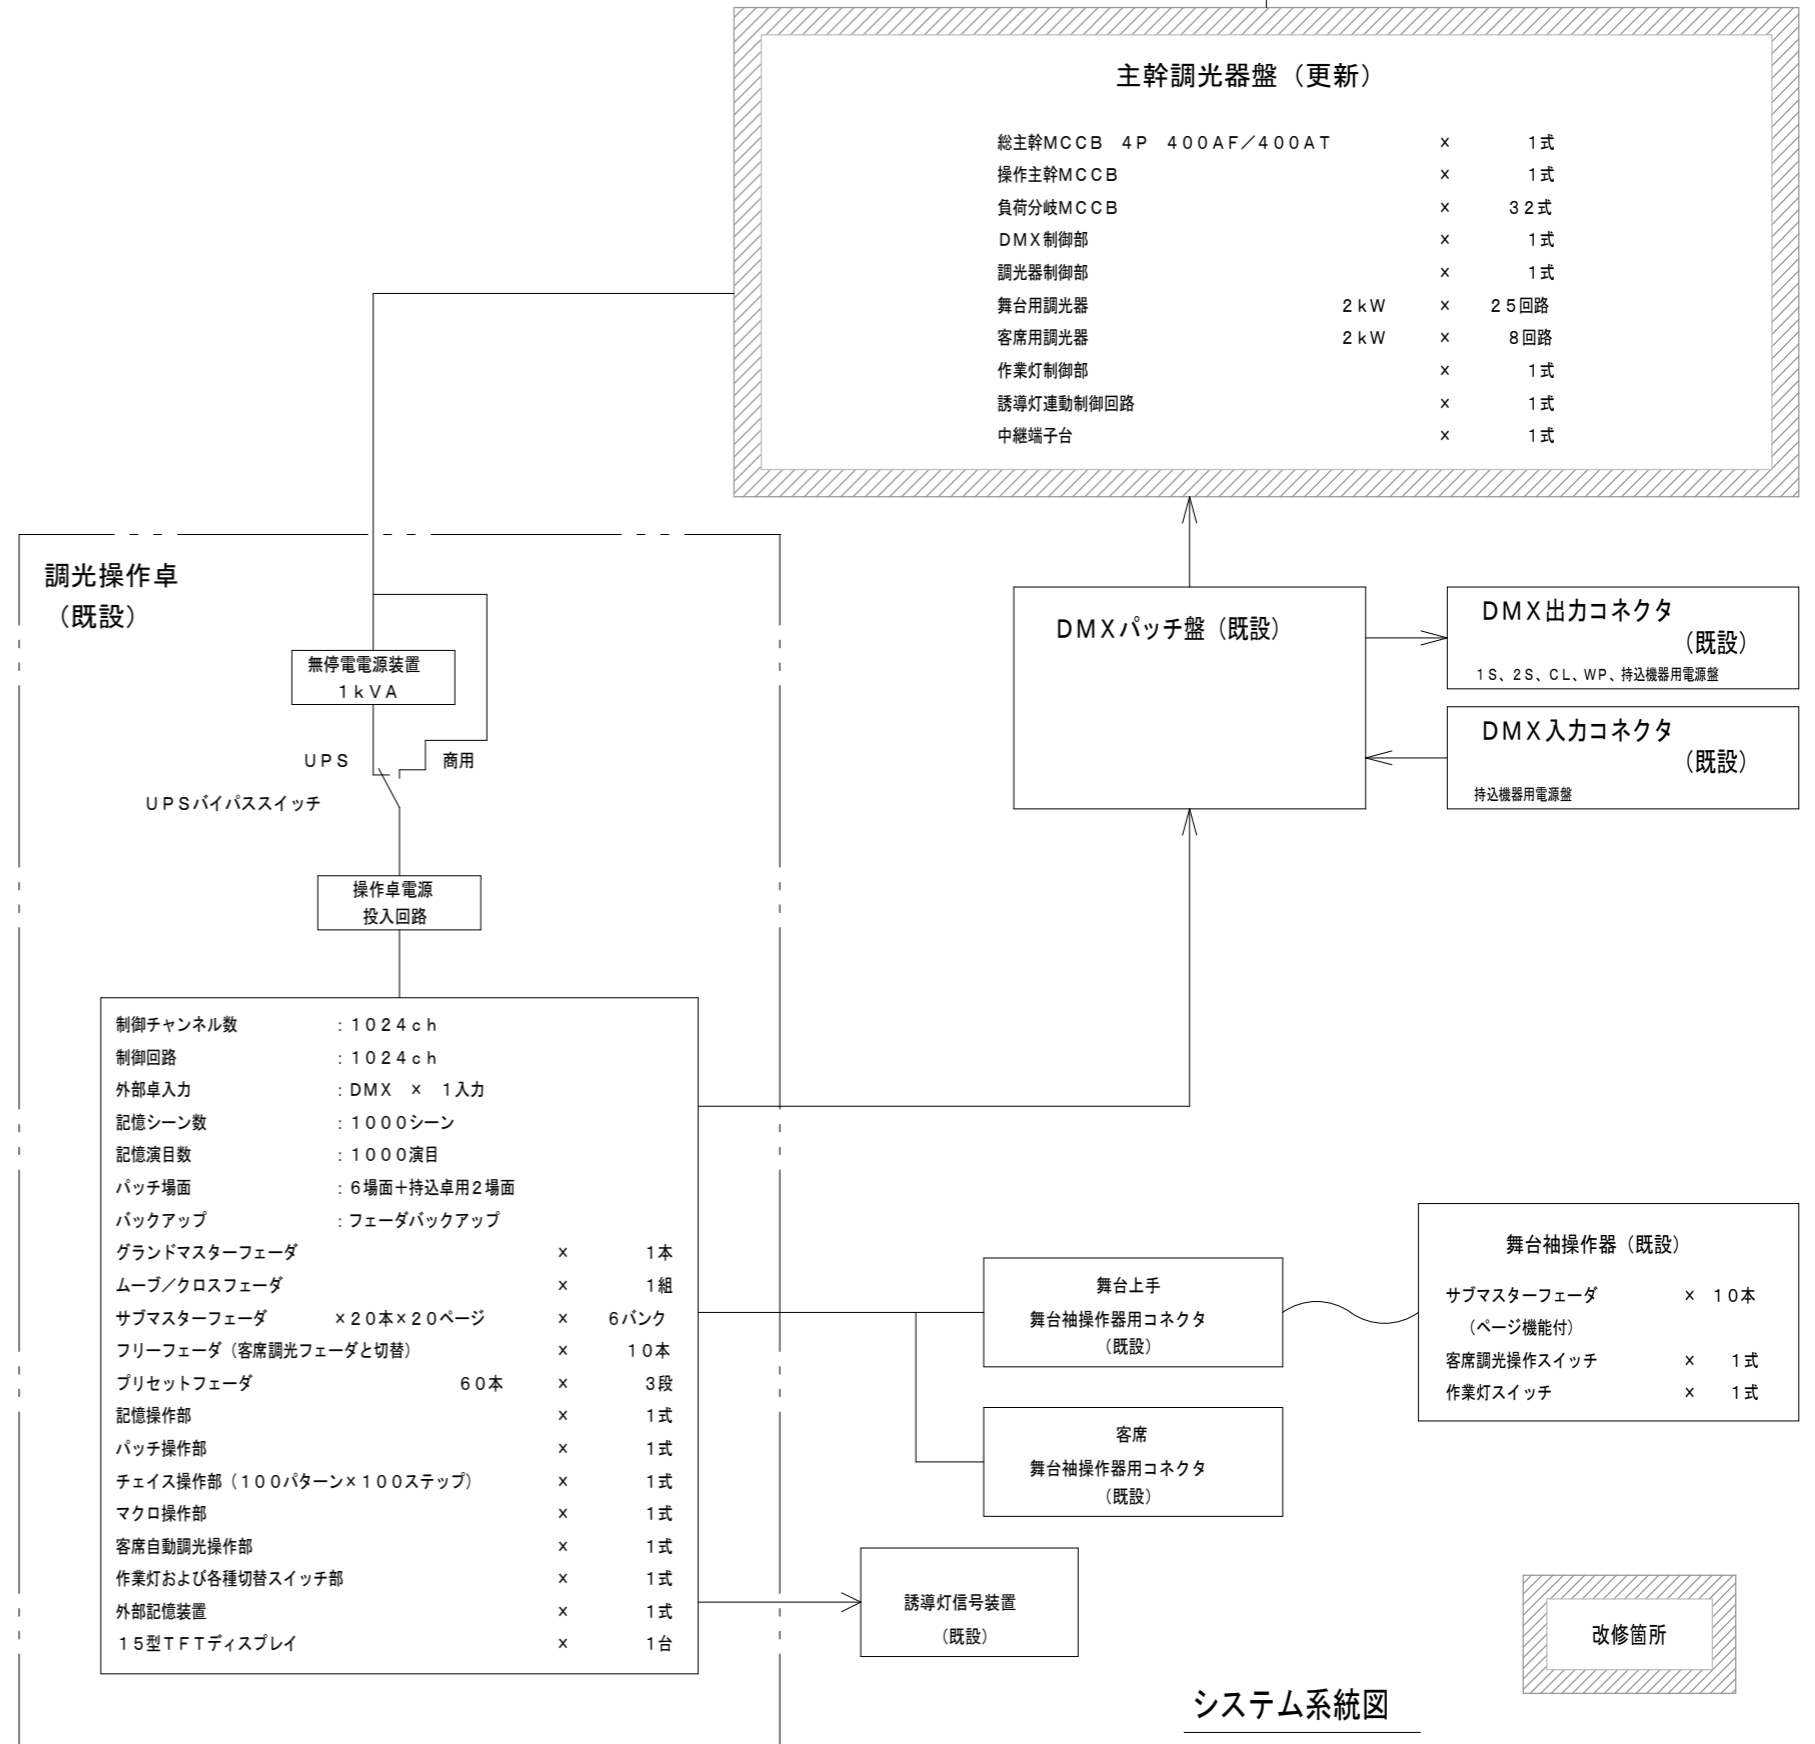 主幹調光器盤（更新）
総主幹ＭＣＣＢ　４Ｐ　４００ＡＦ／４００ＡＴ　×　１式
操作主幹ＭＣＣＢ　×　１式
負荷分岐ＭＣＣＢ　×　３２式
ＤＭＸ制御部　×　１式
調光器制御部　×　１式
舞台用調光器　２ｋＷ　×　２５回路
客席用調光器　２ｋＷ　×　８回路
作業灯制御部　×　１式
誘導灯連動制御回路　×　１式
中継端子台　×　１式
調光操作卓
（既設）
無停電電源装置
１ｋＶＡ
ＵＰＳ
商用
ＵＰＳバイパススイッチ
操作卓電源
投入回路
ＤＭＸパッチ盤（既設）
ＤＭＸ出力コネクタ
（既設）
１Ｓ、２Ｓ、ＣＬ、ＷＰ、持込機器用電源盤
ＤＭＸ入力コネクタ
（既設）
持込機器用電源盤
制御チャンネル数　：１０２４ｃｈ
制御回路　：１０２４ｃｈ
外部卓入力　：ＤＭＸ　×　１入力
記憶シーン数　：１０００シーン
記憶演目数　：１０００演目
パッチ場面　：６場面＋持込卓用２場面
バックアップ　：フェーダバックアップ
グランドマスターフェーダ　×　１本
ムーブ／クロスフェーダ　×　１組
サブマスターフェーダ　×２０本×２０ページ　×　６バンク
フリーフェーダ（客席調光フェーダと切替）　×　１０本
プリセットフェーダ　６０本　×　３段
記憶操作部　×　１式
パッチ操作部　×　１式
チェイス操作部（１００パターン×１００ステップ）　×　１式
マクロ操作部　×　１式
客席自動調光操作部　×　１式
作業灯および各種切替スイッチ部　×　１式
外部記憶装置　×　１式
１５型ＴＦＴディスプレイ　×　１台
舞台上手
舞台袖操作器用コネクタ
（既設）
客席
舞台袖操作器用コネクタ
（既設）
舞台袖操作器（既設）
サブマスターフェーダ　×　１０本
（ページ機能付）
客席調光操作スイッチ　×　１式
作業灯スイッチ　×　１式
誘導灯信号装置
（既設）
改修箇所
システム系統図